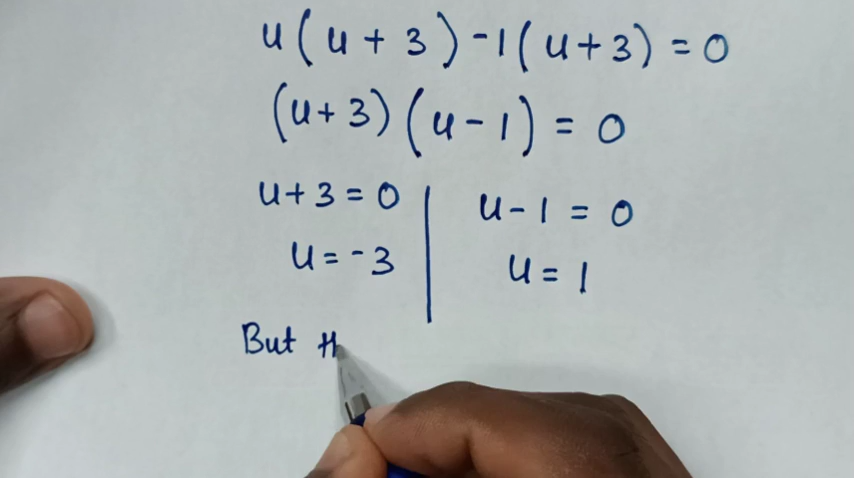 u(u+3)-1(u+3)=0
(u+3)(u-1)=0
u+3=0 | u-1=0
u=-3 | u=1
But